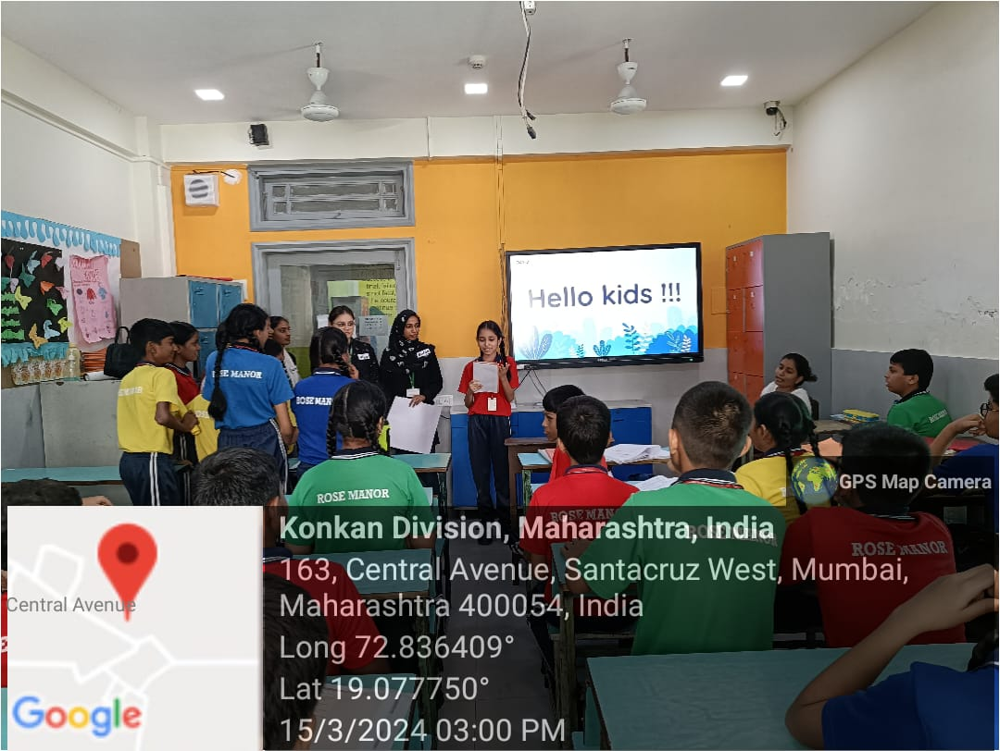 Hello kids !!!
ROSE MANOR
ROSE MANOR
ROSE MANOR
ROSE MANOR
GPS Map Camera
Konkan Division, Maharashtra, India
163, Central Avenue, Santacruz West, Mumbai,
Maharashtra 400054, India
Long 72.836409°
Lat 19.077750°
15/3/2024 03:00 PM
Central Avenue
Google